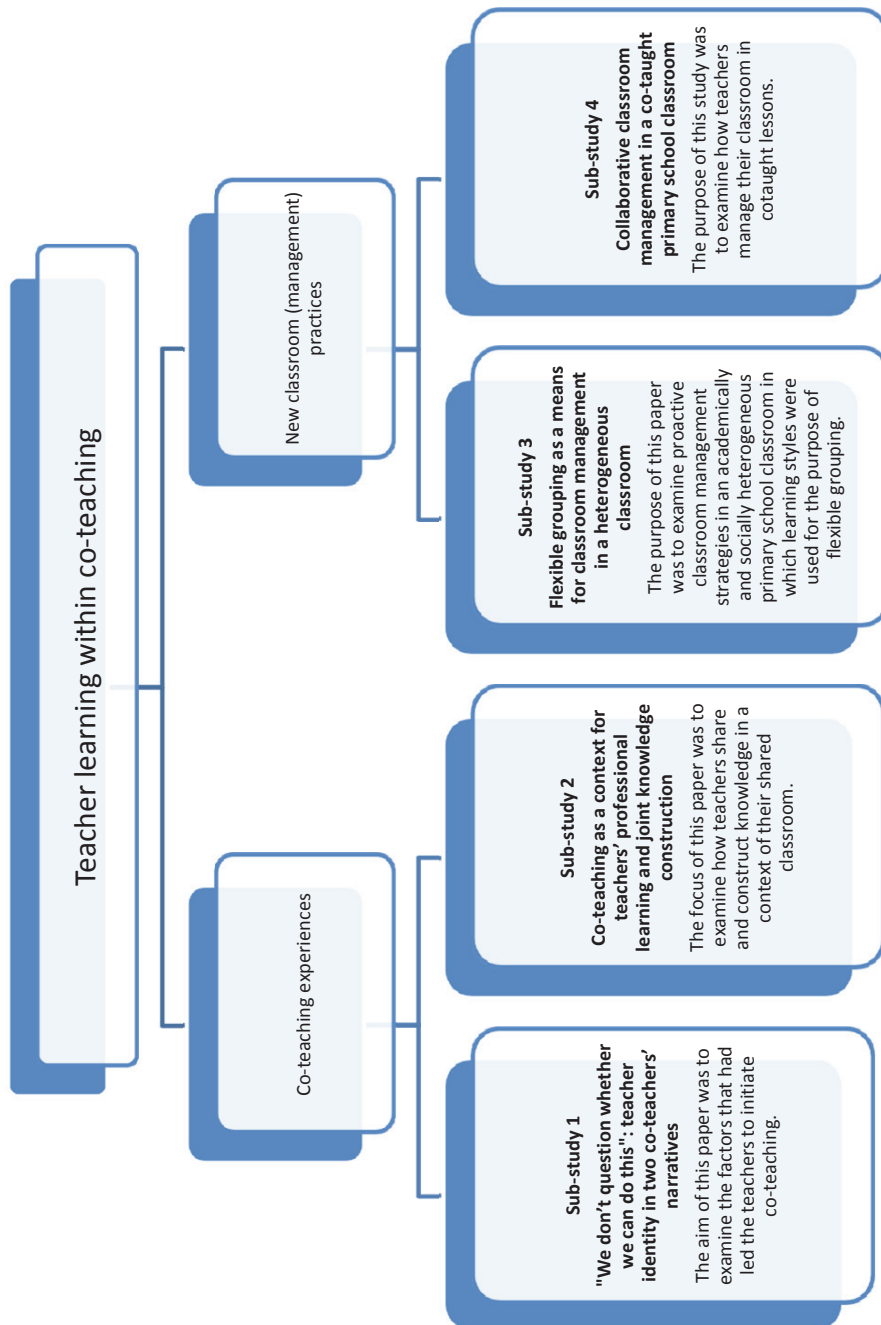 Teacher learning within co-teaching
Co-teaching experiences
New classroom (management)
practices
Sub-study 1
"We don't question whether
we can do this": teacher
identity in two co-teachers'
narratives
The aim of this paper was to
examine the factors that had
led the teachers to initiate
co-teaching.
Sub-study 2
Co-teaching as a context for
teachers' professional
learning and joint knowledge
construction
The focus of this paper was to
examine how teachers share
and construct knowledge in a
context of their shared
classroom.
Sub-study 3
Flexible grouping as a means
for classroom management
in a heterogeneous
classroom
The purpose of this paper
was to examine proactive
classroom management
strategies in an academically
and socially heterogeneous
primary school classroom in
which learning styles were
used for the purpose of
flexible grouping.
Sub-study 4
Collaborative classroom
management in a co-taught
primary school classroom
The purpose of this study was
to examine how teachers
manage their classroom in
cotaught lessons.